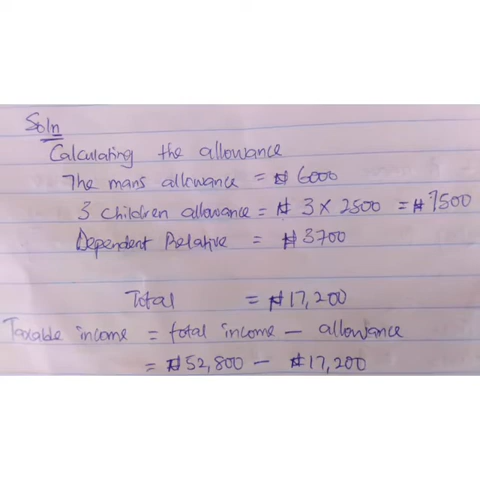 Soln
Calculating the allowance
The mans allowance = ₦6000
3 children allowance = ₦ 3 × 2500 = ₦7500
Dependent Relative = ₦3700
Total = ₦17,200
Taxable income = total income - allowance
= ₦52,800 - ₦17,200